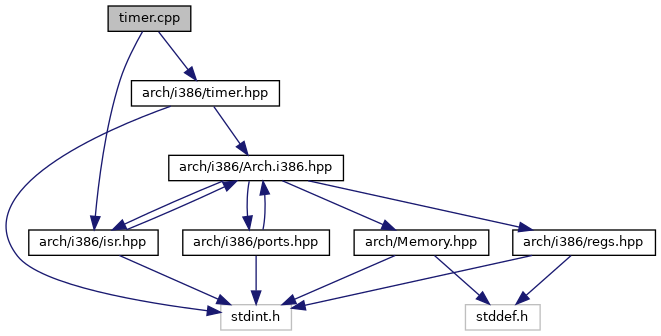 timer.cpp
arch/i386/timer.hpp
arch/i386/Arch.i386.hpp
arch/i386/isr.hpp
arch/i386/ports.hpp
arch/Memory.hpp
arch/i386/regs.hpp
stdint.h
stddef.h